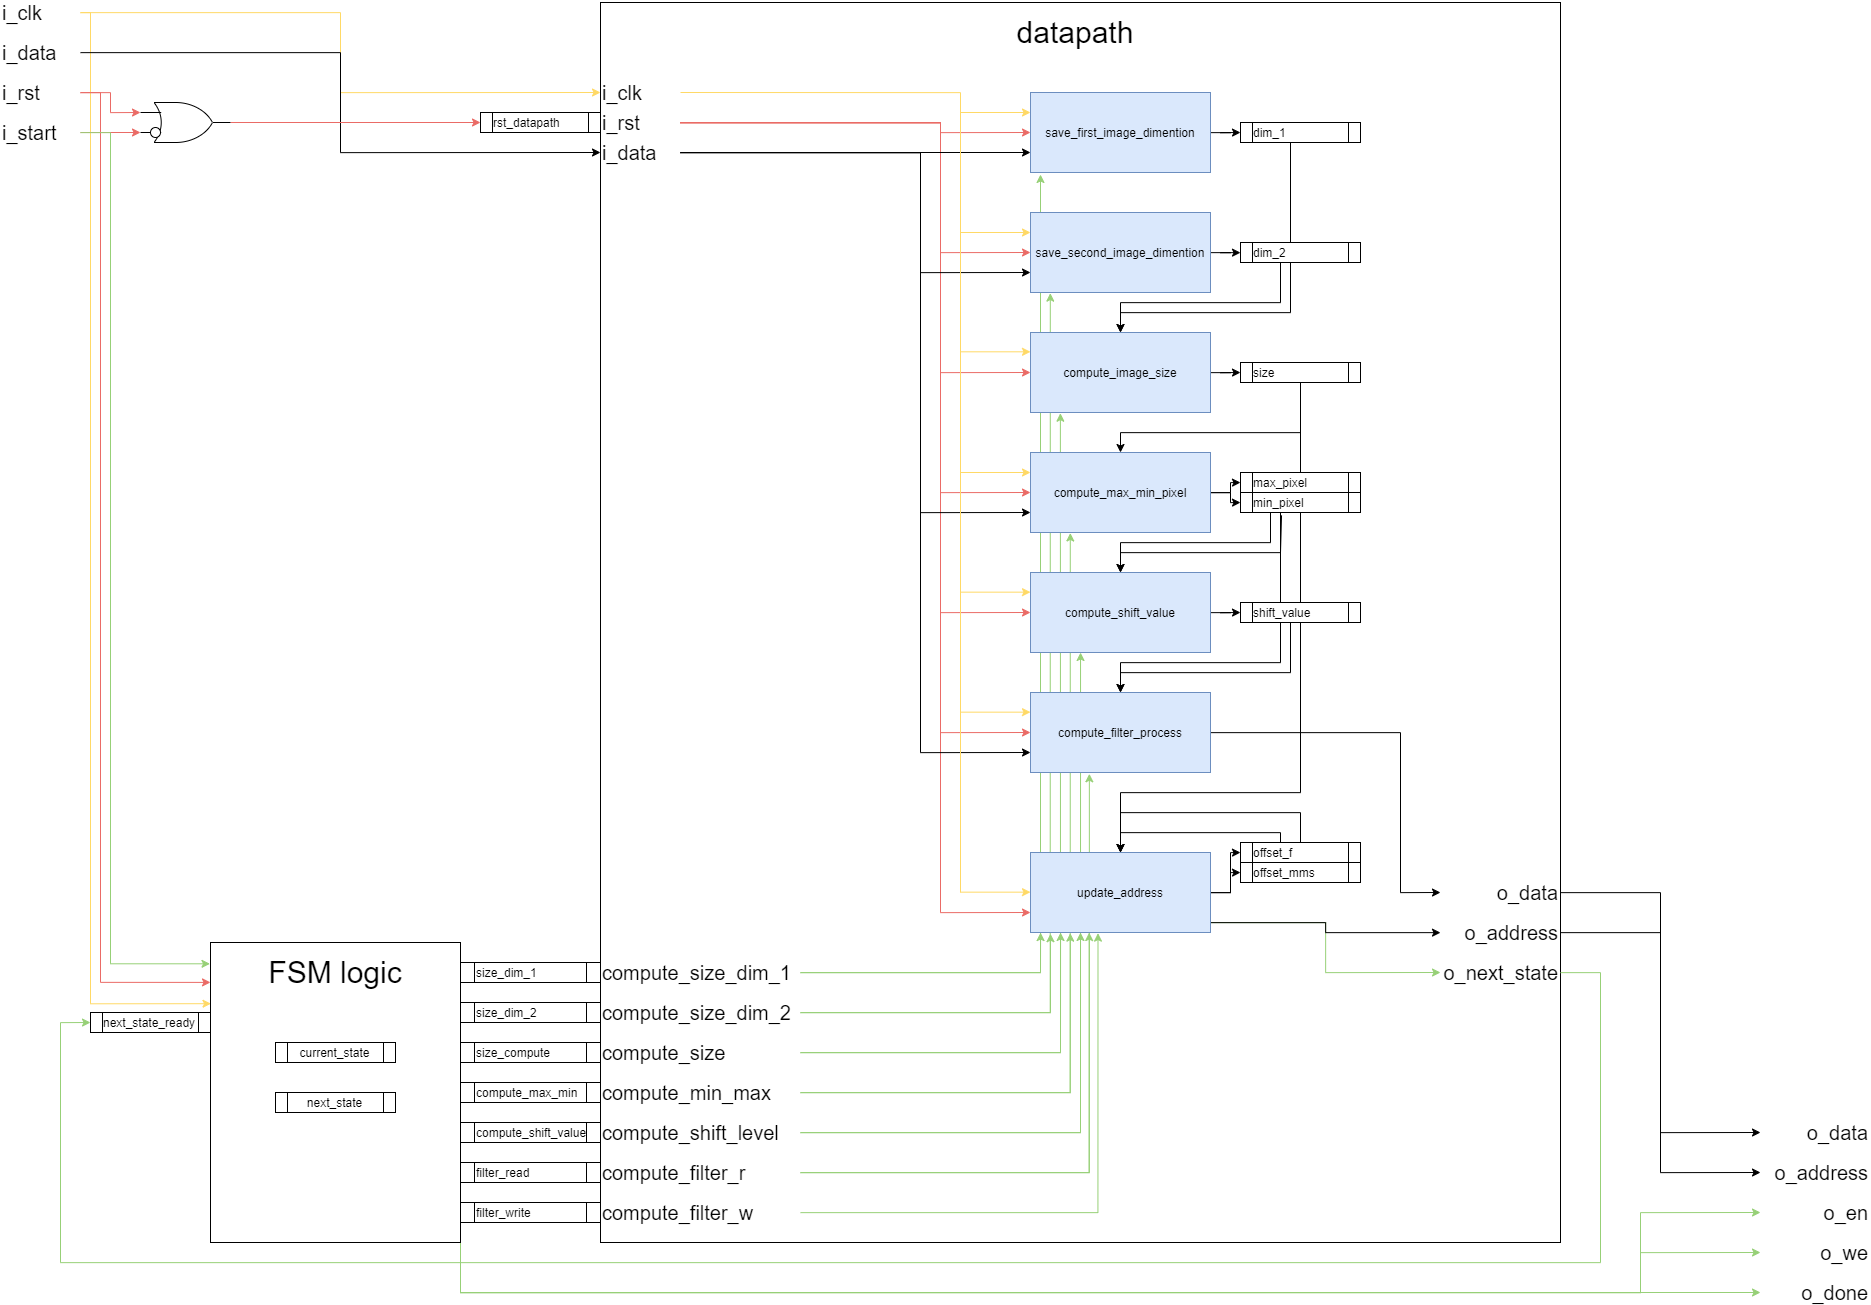 i_clk
i_data
i_rst
i_start
datapath
i_clk
rst_datapath
i_rst
i_data
save_first_image_dimention
dim_1
save_second_image_dimention
dim_2
compute_image_size
size
compute_max_min_pixel
max_pixel
min_pixel
compute_shift_value
shift_value
compute_filter_process
update_address
offset_f
offset_mms
o_data
o_address
o_next_state
FSM logic
next_state_ready
current_state
next_state
size_dim_1
compute_size_dim_1
size_dim_2
compute_size_dim_2
size_compute
compute_size
compute_max_min
compute_min_max
compute_shift_value
compute_shift_level
filter_read
compute_filter_r
filter_write
compute_filter_w
o_data
o_address
o_en
o_we
o_done